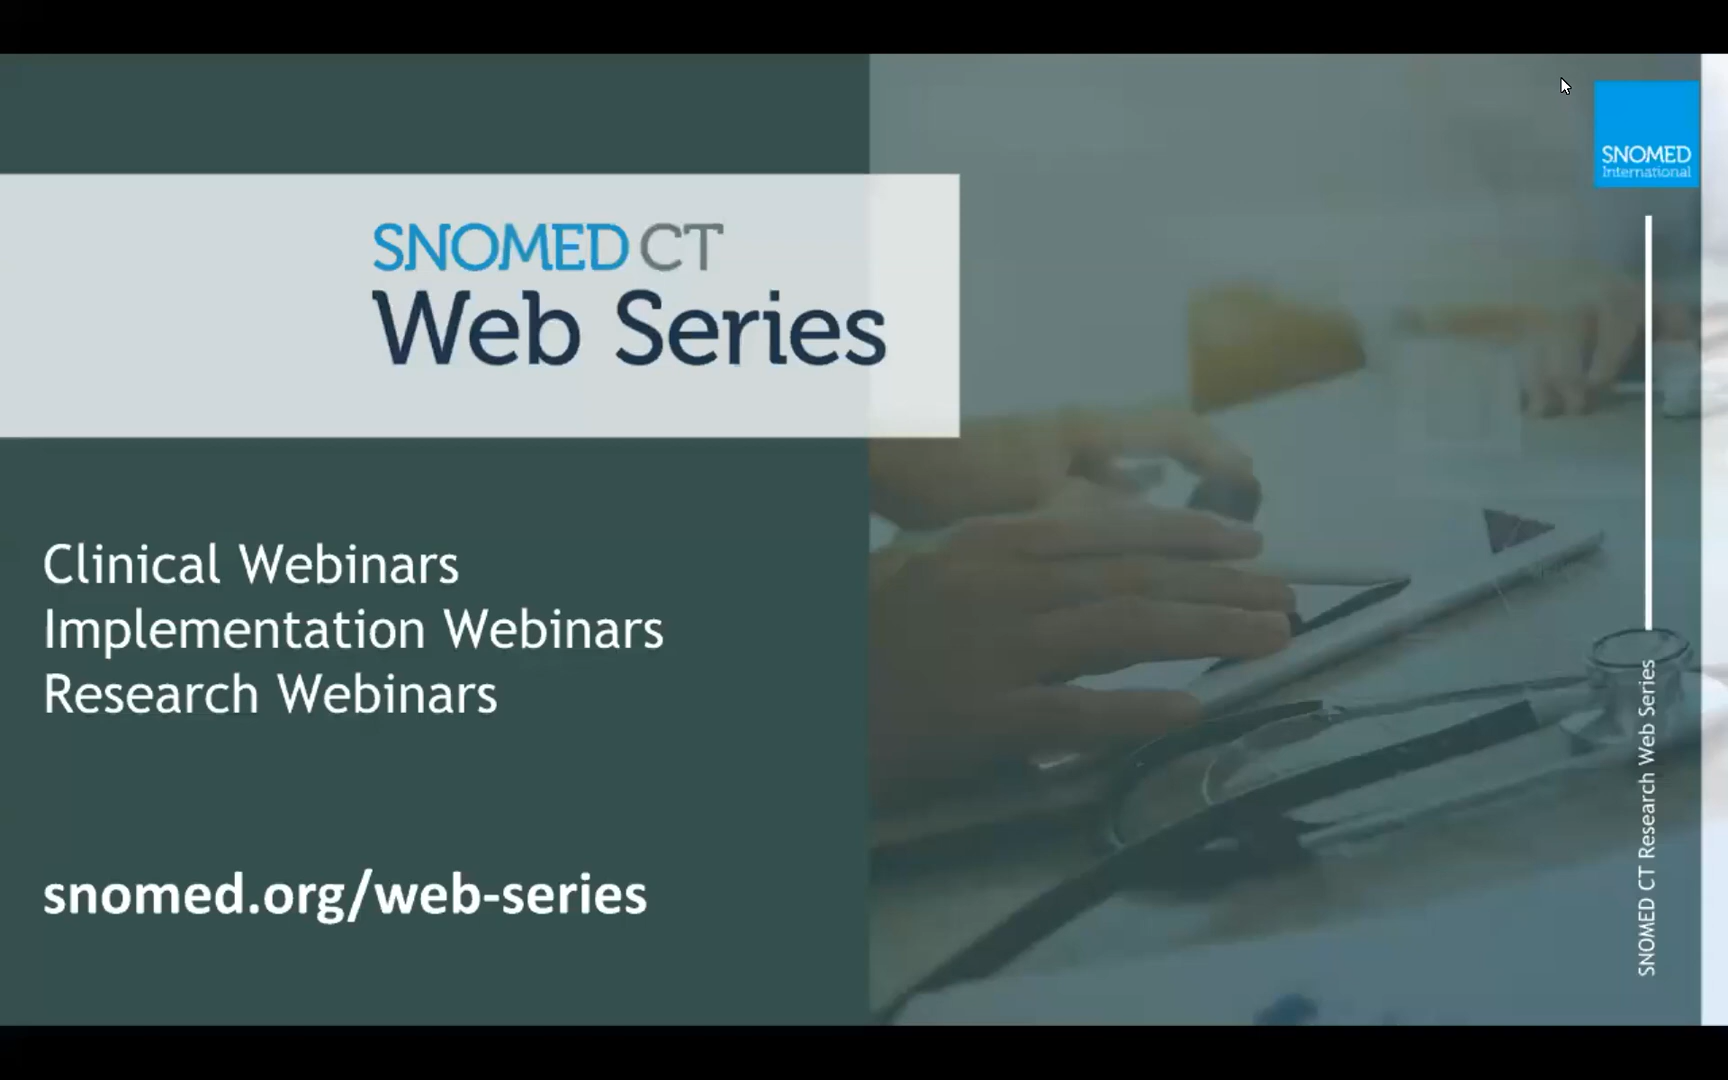 SNOMED CT
Web Series
Clinical Webinars
Implementation Webinars
Research Webinars
snomed.org/web-series
SNOMED
International
SNOMED CT Research Web Series